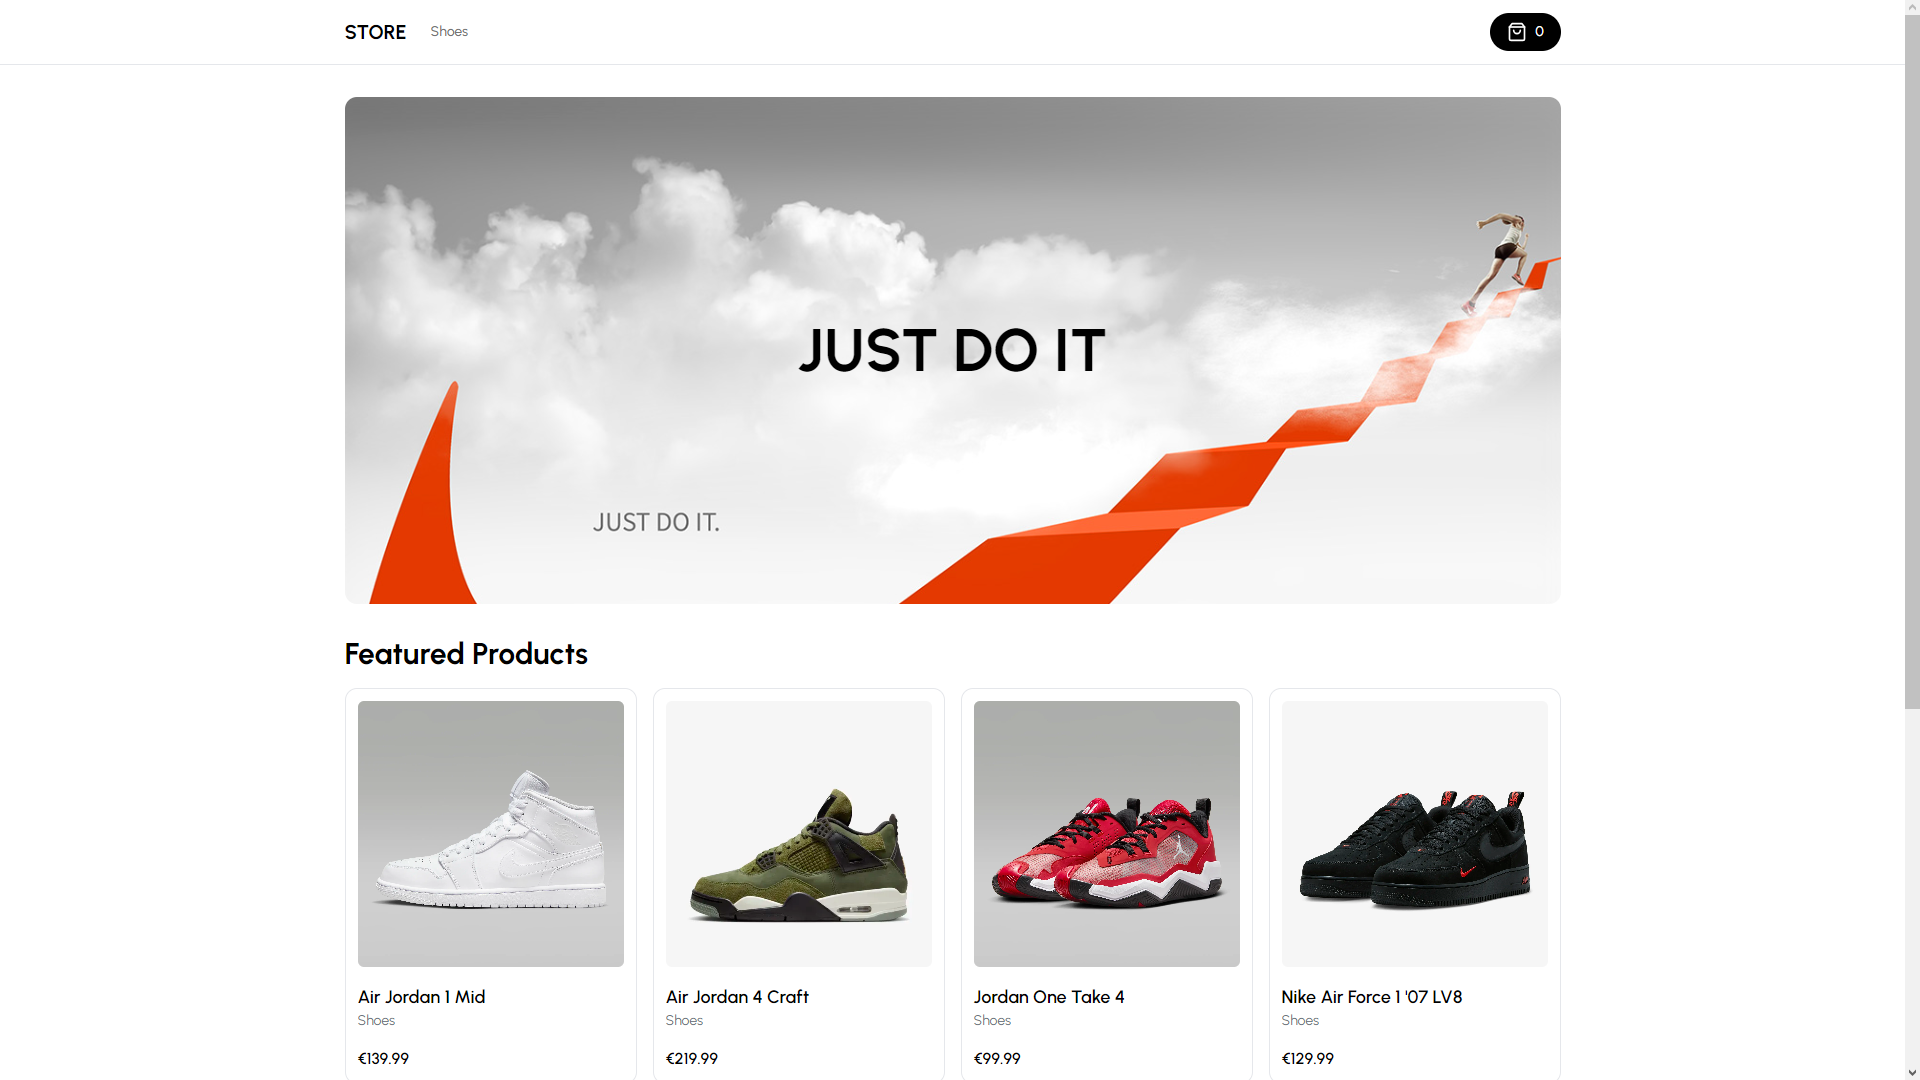 STORE
Shoes
0
JUST DO IT
JUST DO IT.
Featured Products
Air Jordan 1 Mid
Shoes
€139.99
Air Jordan 4 Craft
Shoes
€219.99
Jordan One Take 4
Shoes
€99.99
Nike Air Force 1 '07 LV8
Shoes
€129.99